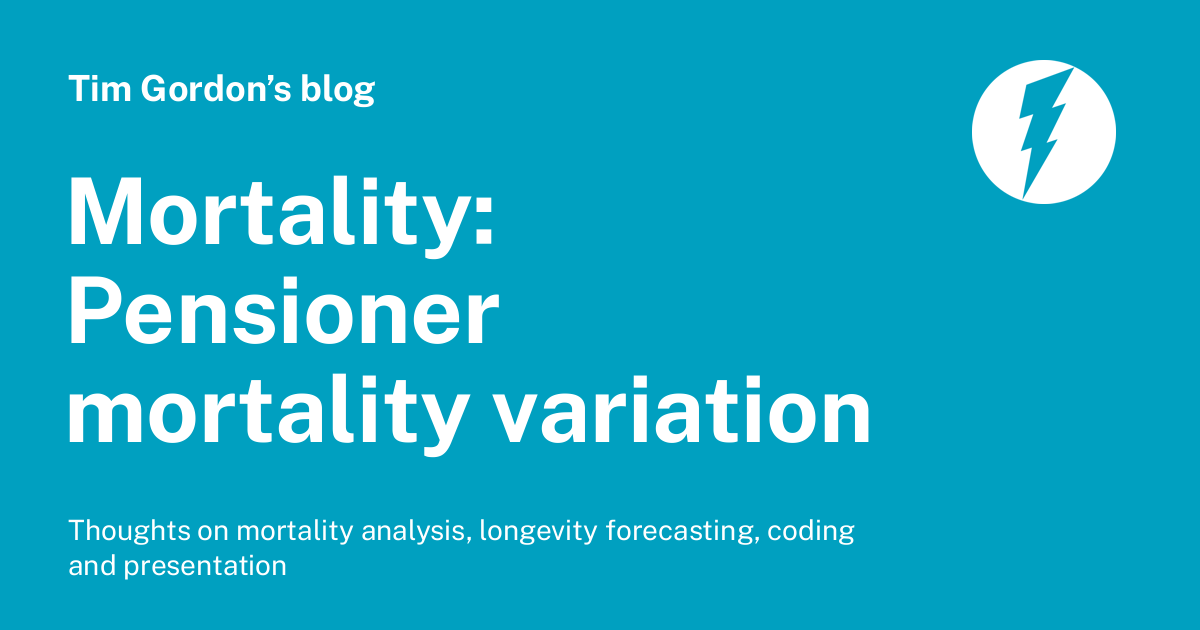 Tim Gordon’s blog
Mortality:
Pensioner
mortality variation
Thoughts on mortality analysis, longevity forecasting, coding
and presentation